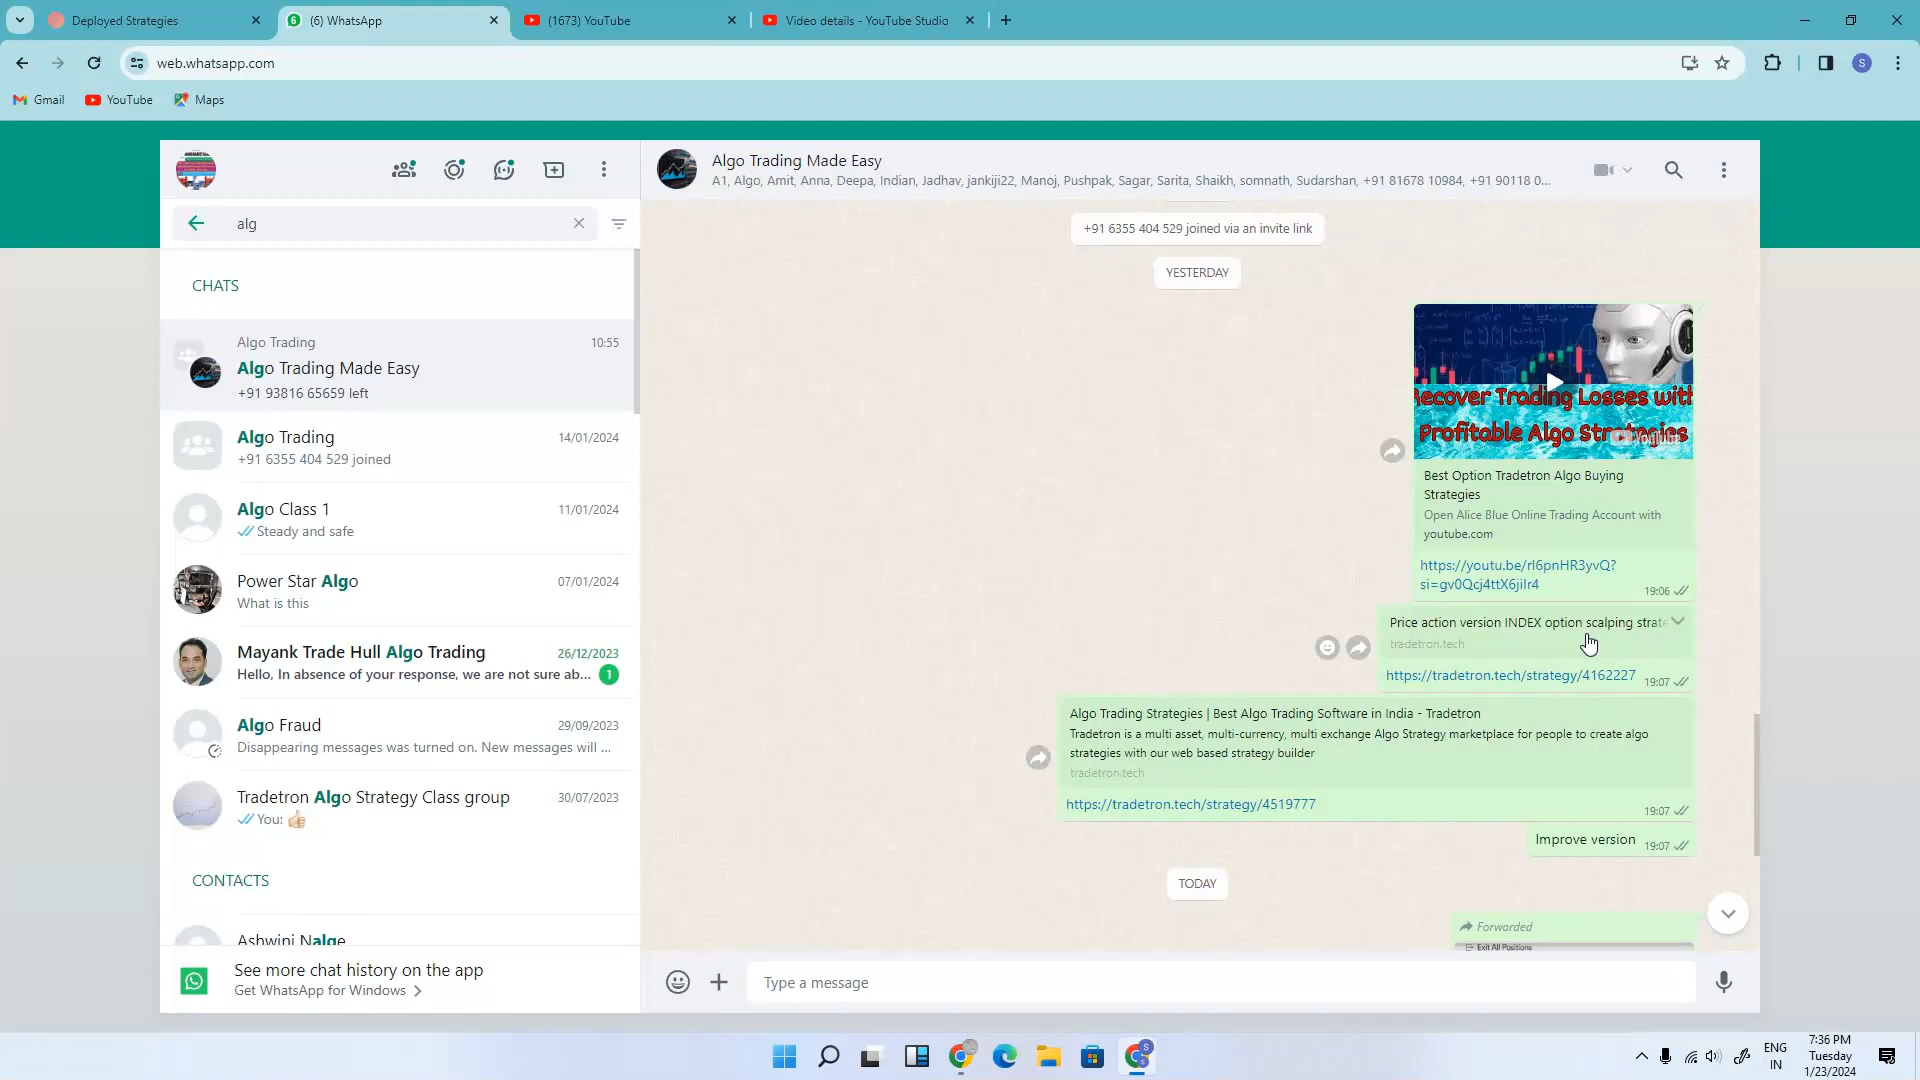 Deployed Strategies
(6) WhatsApp
(1673) YouTube
Video details - YouTube Studio
web.whatsapp.com
S
Gmail
YouTube
Maps
Algo Trading Made Easy
A1, Algo, Amit, Anna, Deepa, Indian, Jadhav, jankiji22, Manoj, Pushpak, Sagar, Sarita, Shaikh, somnath, Sudarshan, +91 81678 10984, +91 90118 0...
alg
CHATS
Algo Trading
10:55
Algo Trading Made Easy
+91 93816 65659 left
Algo Trading
14/01/2024
+91 6355 404 529 joined
Algo Class 1
11/01/2024
Steady and safe
Power Star Algo
07/01/2024
What is this
Mayank Trade Hull Algo Trading
26/12/2023
Hello, In absence of your response, we are not sure ab...
1
Algo Fraud
29/09/2023
Disappearing messages was turned on. New messages will ...
Tradetron Algo Strategy Class group
30/07/2023
You: 👍🏻
CONTACTS
Ashwini Nalge
See more chat history on the app
Get WhatsApp for Windows
+91 6355 404 529 joined via an invite link
YESTERDAY
Recover Trading Losses with
Profitable Algo Strategies
YouTube
Best Option Tradetron Algo Buying
Strategies
Open Alice Blue Online Trading Account with
youtube.com
https://youtu.be/rl6pnHR3yvQ?
si=gv0Qcj4ttX6jiIr4
19:06
Price action version INDEX option scalping strate
tradetron.tech
https://tradetron.tech/strategy/4162227
19:07
Algo Trading Strategies | Best Algo Trading Software in India - Tradetron
Tradetron is a multi asset, multi-currency, multi exchange Algo Strategy marketplace for people to create algo
strategies with our web based strategy builder
tradetron.tech
https://tradetron.tech/strategy/4519777
19:07
Improve version
19:07
TODAY
Forwarded
Exit All Positions
Type a message
ENG
IN
7:36 PM
Tuesday
1/23/2024